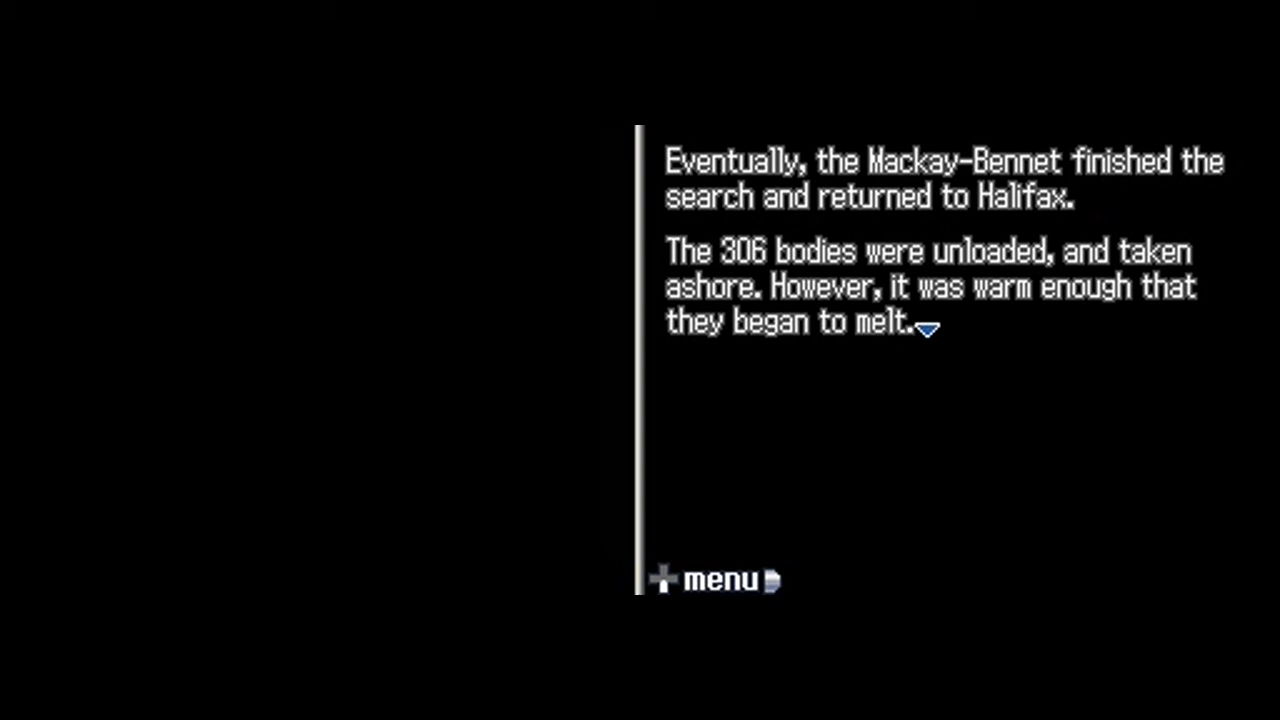 Eventually, the Mackay-Bennet finished the
search and returned to Halifax.
The 306 bodies were unloaded, and taken
ashore. However, it was warm enough that
they began to melt.
menu